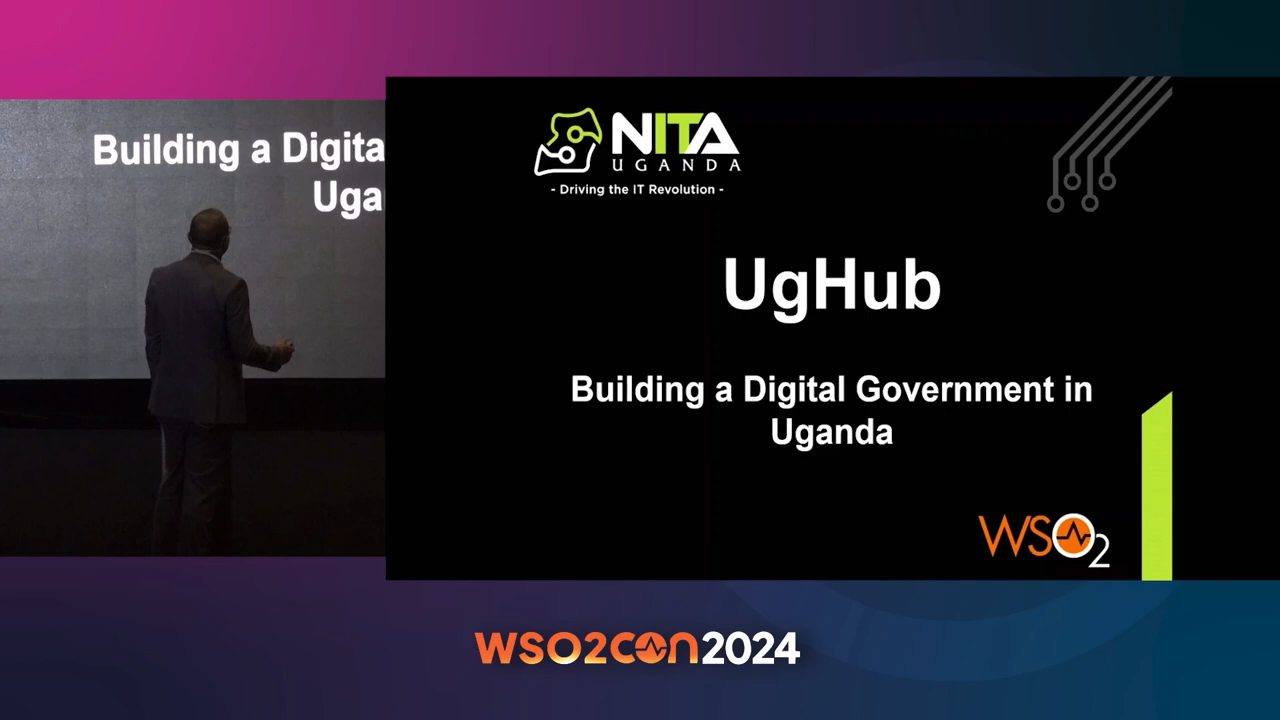 Building a Digita
Uga
NITA
UGANDA
- Driving the IT Revolution -
UgHub
Building a Digital Government in
Uganda
WSO2
WSO2CON2024